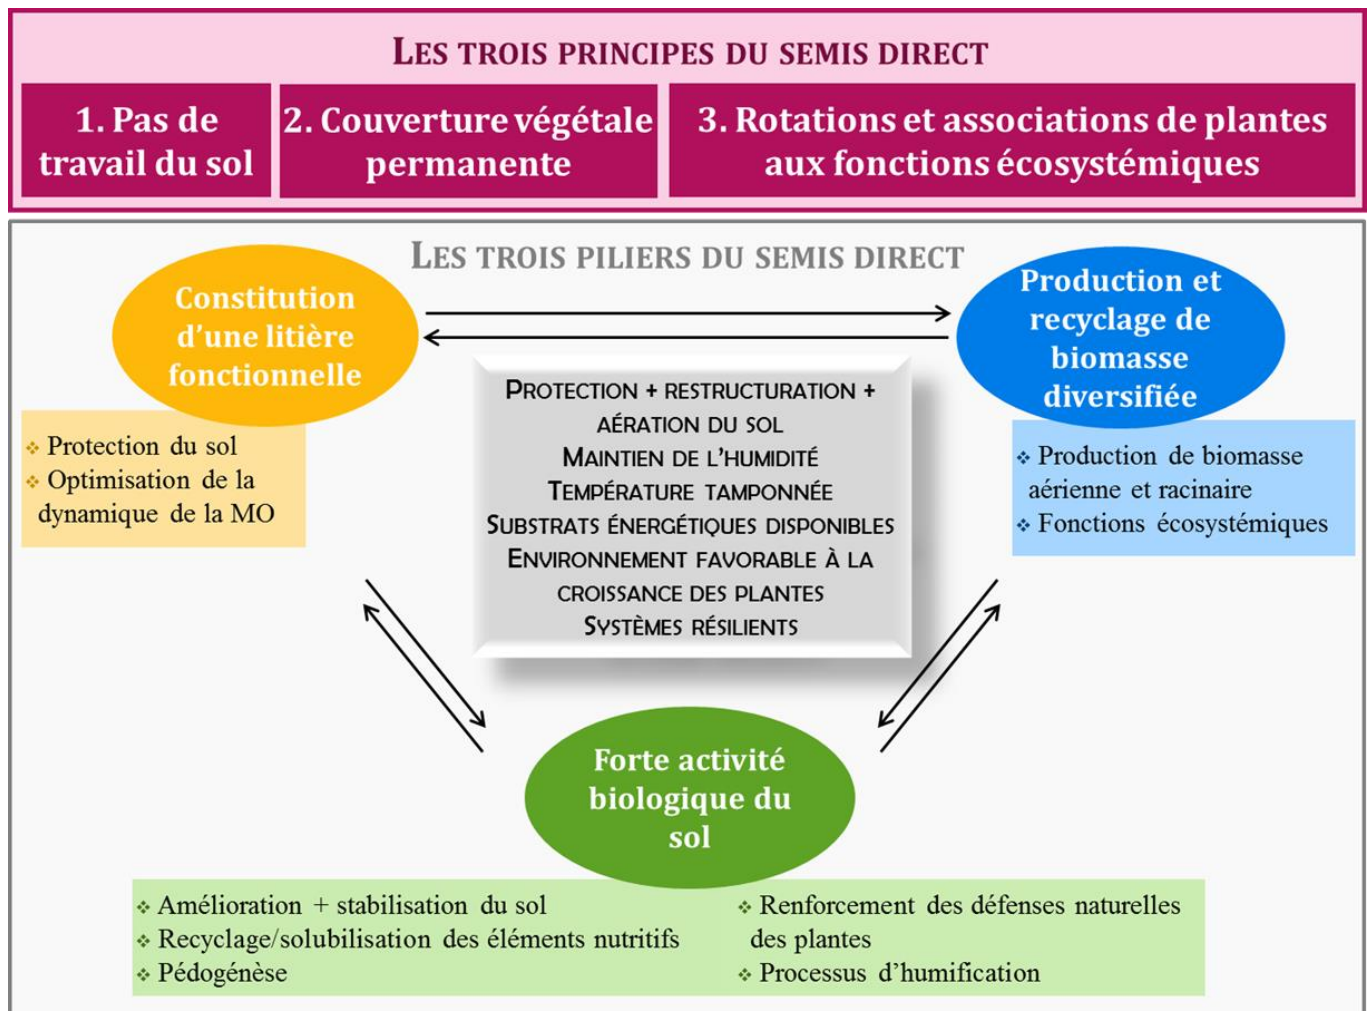 LES TROIS PRINCIPES DU SEMIS DIRECT
1. Pas de
travail du sol
2. Couverture végétale
permanente
3. Rotations et associations de plantes
aux fonctions écosystémiques
LES TROIS PILIERS DU SEMIS DIRECT
Constitution
d'une litière
fonctionnelle
Production et
recyclage de
biomasse
diversifiée
❖ Protection du sol
❖ Optimisation de la
dynamique de la MO
PROTECTION + RESTRUCTURATION +
AÉRATION DU SOL
MAINTIEN DE L'HUMIDITÉ
TEMPÉRATURE TAMPONNÉE
SUBSTRATS ÉNERGÉTIQUES DISPONIBLES
ENVIRONNEMENT FAVORABLE À LA
CROISSANCE DES PLANTES
SYSTÈMES RÉSILIENTS
❖ Production de biomasse
aérienne et racinaire
❖ Fonctions écosystémiques
Forte activité
biologique du
sol
❖ Amélioration + stabilisation du sol
❖ Recyclage/solubilisation des éléments nutritifs
❖ Pédogénèse
❖ Renforcement des défenses naturelles
des plantes
❖ Processus d'humification